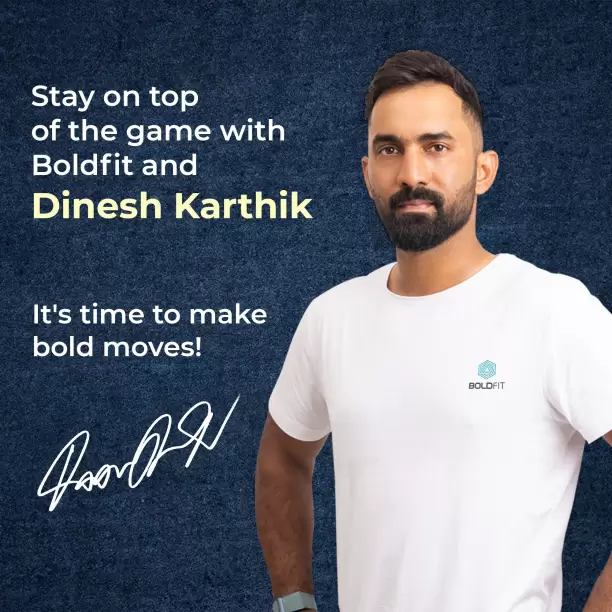 Stay on top
of the game with
Boldfit and
Dinesh Karthik
It's time to make
bold moves!
BOLDFIT